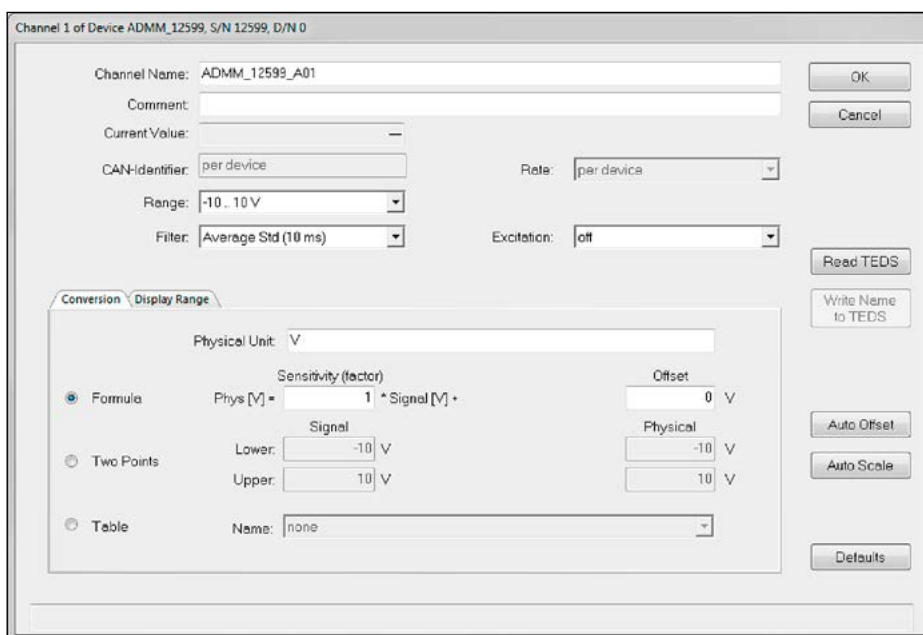 Channel 1 of Device ADMM_12599, S/N 12599, D/N 0
Channel Name: ADMM_12599_A01
OK
Comment:
Cancel
Current Value: —
CAN-Identifier: per device
Rate: per device
Range: -10 .. 10 V
Filter: Average Std (10 ms)
Excitation: off
Read TEDS
Write Name
to TEDS
Conversion
Display Range
Physical Unit: V
Sensitivity (factor)
Offset
Formula
Phys [V] = 1 * Signal [V] +
0 V
Auto Offset
Signal
Physical
Two Points
Lower: -10 V
-10 V
Upper: 10 V
10 V
Auto Scale
Table
Name: none
Defaults